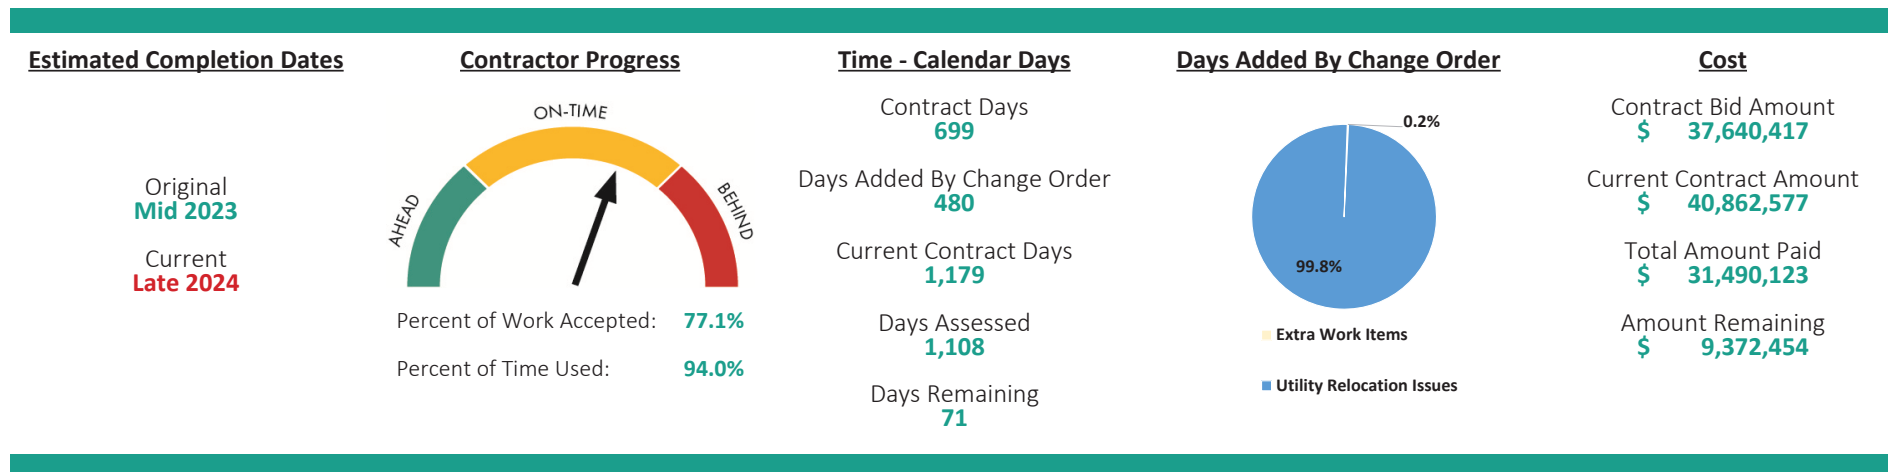 Estimated Completion Dates
Original
Mid 2023
Current
Late 2024
Contractor Progress
ON-TIME
AHEAD
BEHIND
Percent of Work Accepted: 77.1%
Percent of Time Used: 94.0%
Time - Calendar Days
Contract Days
699
Days Added By Change Order
480
Current Contract Days
1,179
Days Assessed
1,108
Days Remaining
71
Days Added By Change Order
0.2%
99.8%
Extra Work Items
Utility Relocation Issues
Cost
Contract Bid Amount
$ 37,640,417
Current Contract Amount
$ 40,862,577
Total Amount Paid
$ 31,490,123
Amount Remaining
$ 9,372,454